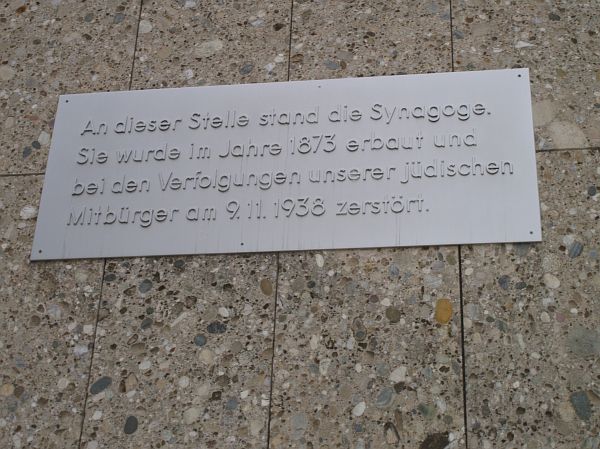 An dieser Stelle stand die Synagoge.
Sie wurde im Jahre 1873 erbaut und
bei den Verfolgungen unserer jüdischen
Mitbürger am 9.11.1938 zerstört.